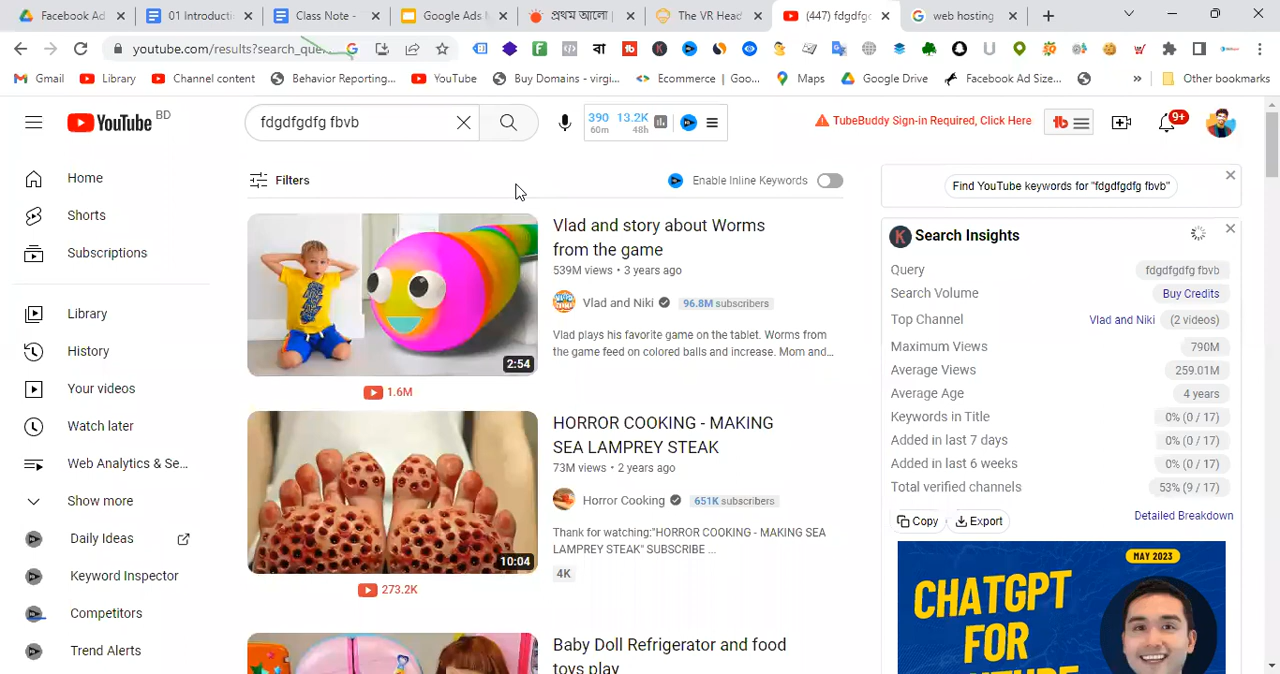 Facebook Ad
01 Introducti
Class Note -
Google Ads N
প্রথম আলো |
The VR Head
(447) fdgdfgc
web hosting
youtube.com/results?search_que
Gmail
Library
Channel content
Behavior Reporting...
YouTube
Buy Domains - virgi...
Ecommerce | Goo...
Maps
Google Drive
Facebook Ad Size...
Other bookmarks
YouTube BD
fdgdfgdfg fbvb
390 13.2K
60m 48h
TubeBuddy Sign-in Required, Click Here
tb
9+
Home
Shorts
Subscriptions
Library
History
Your videos
Watch later
Web Analytics & Se...
Show more
Daily Ideas
Keyword Inspector
Competitors
Trend Alerts
Filters
Enable Inline Keywords
Vlad and story about Worms
from the game
539M views • 3 years ago
Vlad and Niki
96.8M subscribers
Vlad plays his favorite game on the tablet. Worms from
the game feed on colored balls and increase. Mom and...
2:54
1.6M
HORROR COOKING - MAKING
SEA LAMPREY STEAK
73M views • 2 years ago
Horror Cooking
651K subscribers
Thank for watching:"HORROR COOKING - MAKING SEA
LAMPREY STEAK" SUBSCRIBE ...
4K
10:04
273.2K
Baby Doll Refrigerator and food
toys play
Find YouTube keywords for "fdgdfgdfg fbvb"
K Search Insights
Query fdgdfgdfg fbvb
Search Volume Buy Credits
Top Channel Vlad and Niki (2 videos)
Maximum Views 790M
Average Views 259.01M
Average Age 4 years
Keywords in Title 0% (0 / 17)
Added in last 7 days 0% (0 / 17)
Added in last 6 weeks 0% (0 / 17)
Total verified channels 53% (9 / 17)
Copy Export Detailed Breakdown
MAY 2023
CHATGPT
FOR